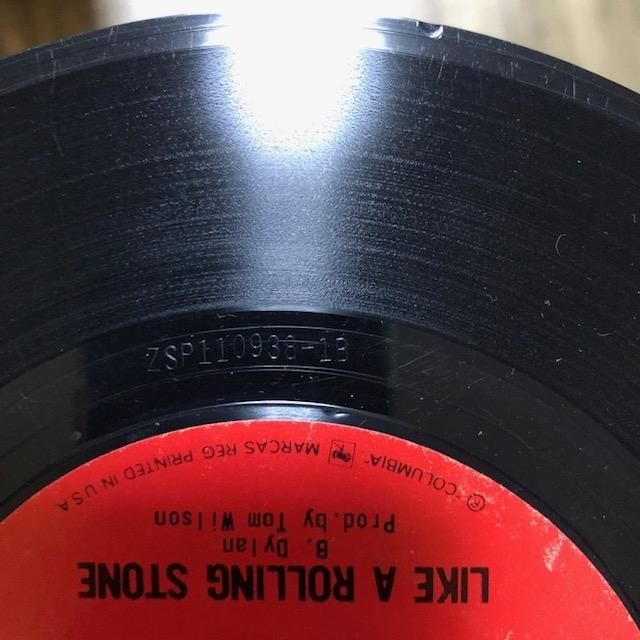 ZSP110938-1B
LIKE A ROLLING STONE
B. Dylan
Prod.by Tom Wilson
® "COLUMBIA", MARCAS REG PRINTED IN U S A